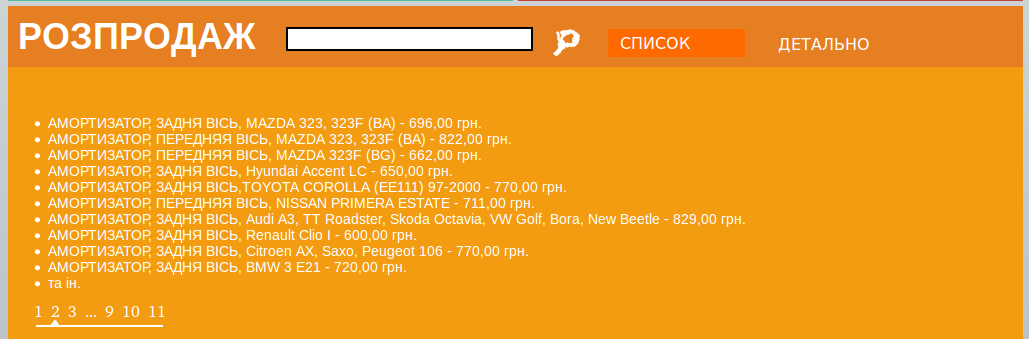 РОЗПРОДАЖ СПИСОК ДЕТАЛЬНО
АМОРТИЗАТОР, ЗАДНЯ ВІСЬ, MAZDA 323, 323F (BA) - 696,00 грн.
АМОРТИЗАТОР, ПЕРЕДНЯЯ ВІСЬ, MAZDA 323, 323F (BA) - 822,00 грн.
АМОРТИЗАТОР, ПЕРЕДНЯЯ ВІСЬ, MAZDA 323F (BG) - 662,00 грн.
АМОРТИЗАТОР, ЗАДНЯ ВІСЬ, Hyundai Accent LC - 650,00 грн.
АМОРТИЗАТОР, ЗАДНЯ ВІСЬ,TOYOTA COROLLA (EE111) 97-2000 - 770,00 грн.
АМОРТИЗАТОР, ПЕРЕДНЯЯ ВІСЬ, NISSAN PRIMERA ESTATE - 711,00 грн.
АМОРТИЗАТОР, ЗАДНЯ ВІСЬ, Audi A3, TT Roadster, Skoda Octavia, VW Golf, Bora, New Beetle - 829,00 грн.
АМОРТИЗАТОР, ЗАДНЯ ВІСЬ, Renault Clio I - 600,00 грн.
АМОРТИЗАТОР, ЗАДНЯ ВІСЬ, Citroen AX, Saxo, Peugeot 106 - 770,00 грн.
АМОРТИЗАТОР, ЗАДНЯ ВІСЬ, BMW 3 E21 - 720,00 грн.
та ін.
1 2 3 ... 9 10 11